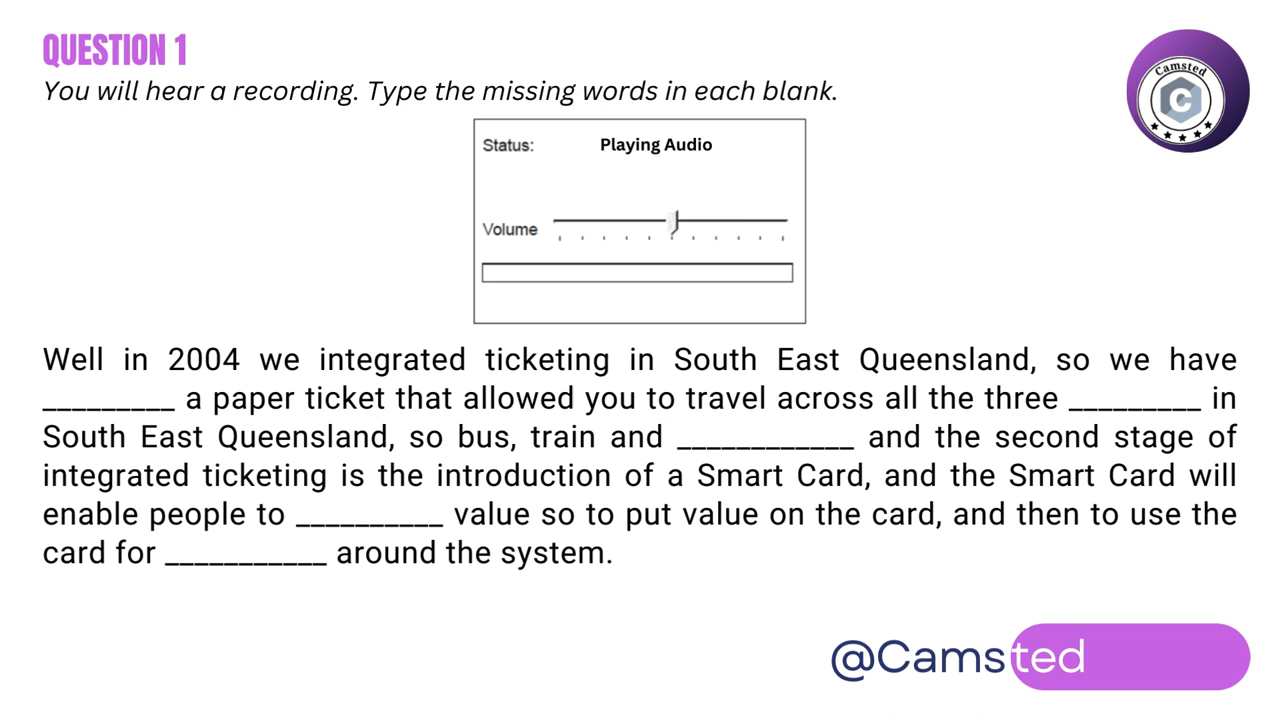 QUESTION 1
You will hear a recording. Type the missing words in each blank.
Camsted
C
Status: Playing Audio
Volume
Well in 2004 we integrated ticketing in South East Queensland, so we have
_________ a paper ticket that allowed you to travel across all the three _________ in
South East Queensland, so bus, train and ____________ and the second stage of
integrated ticketing is the introduction of a Smart Card, and the Smart Card will
enable people to __________ value so to put value on the card, and then to use the
card for ___________ around the system.
@Camsted